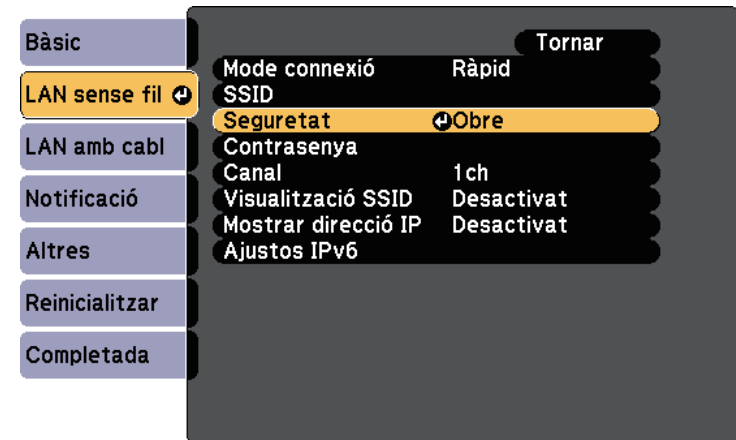 Bàsic
LAN sense fil
LAN amb cabl
Notificació
Altres
Reinicialitzar
Completada
Tornar
Mode connexió Ràpid
SSID
Seguretat Obre
Contrasenya
Canal 1ch
Visualització SSID Desactivat
Mostrar direcció IP Desactivat
Ajustos IPv6